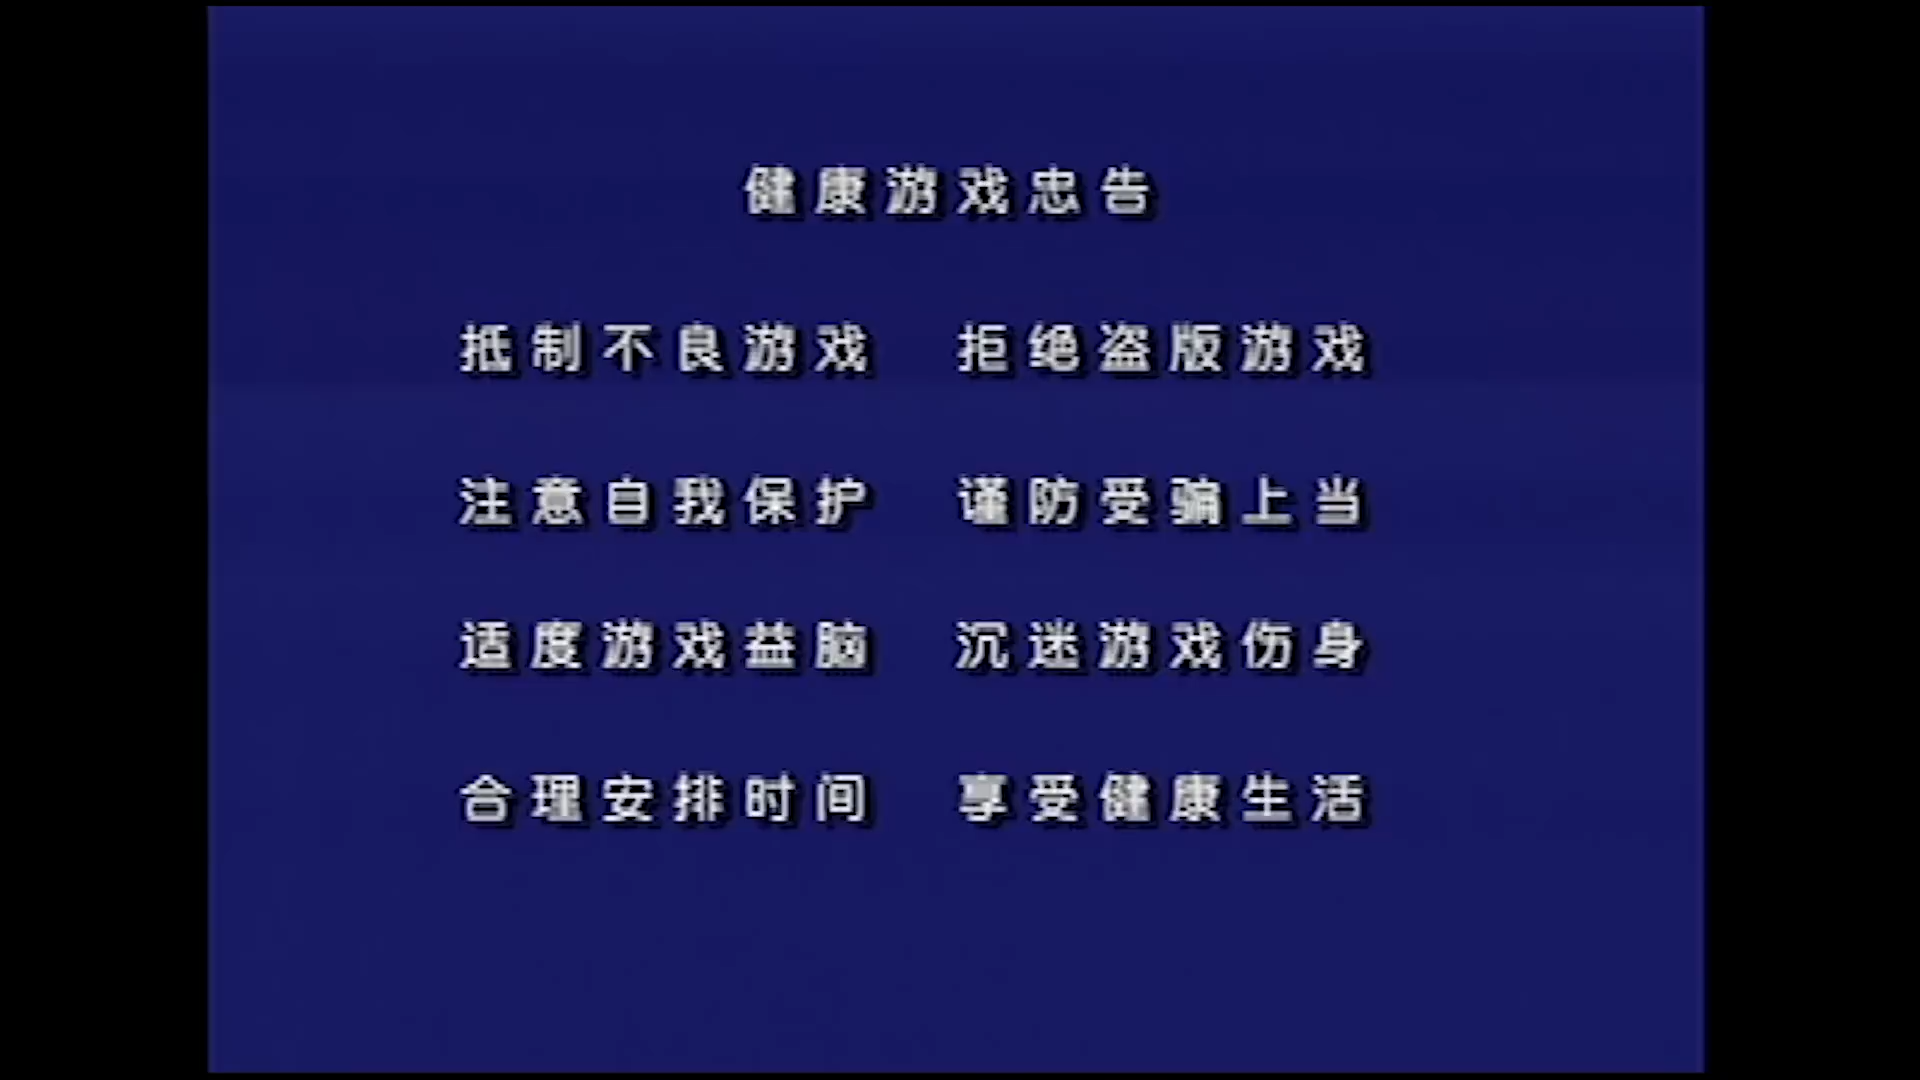 健康游戏忠告
抵制不良游戏 拒绝盗版游戏
注意自我保护 谨防受骗上当
适度游戏益脑 沉迷游戏伤身
合理安排时间 享受健康生活